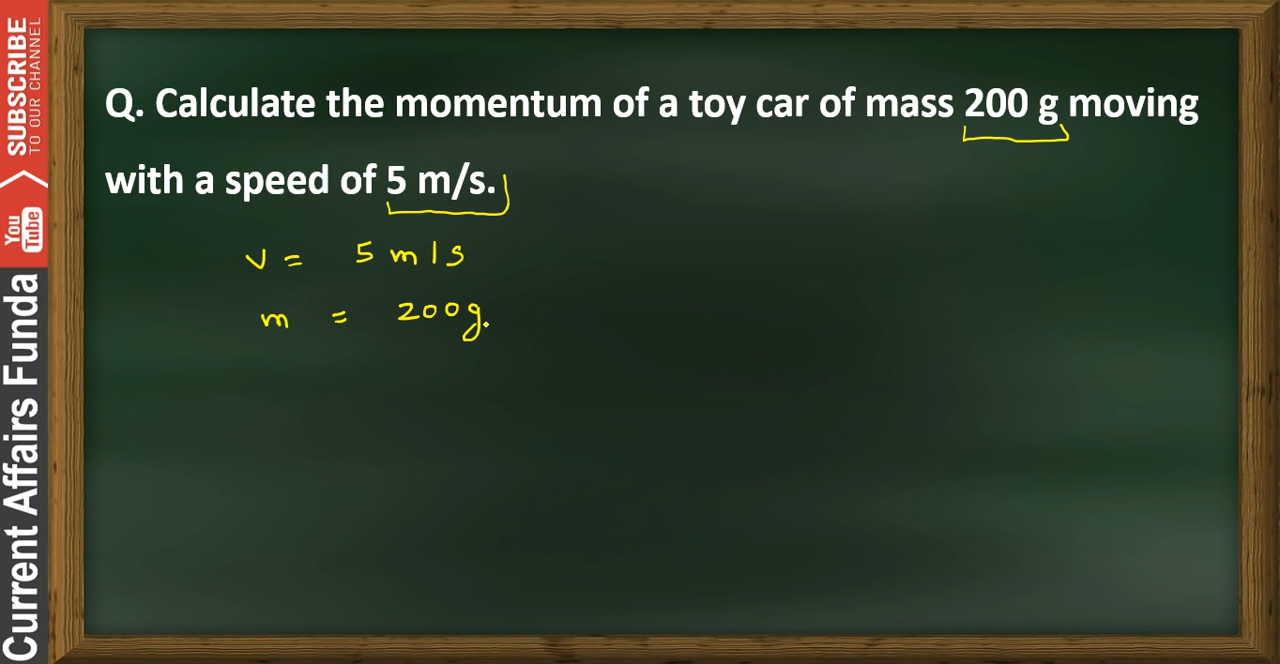 SUBSCRIBE
TO OUR CHANNEL
You
Tube
Current Affairs Funda
Q. Calculate the momentum of a toy car of mass 200 g moving
with a speed of 5 m/s.
v = 5 m/s
m = 200g.